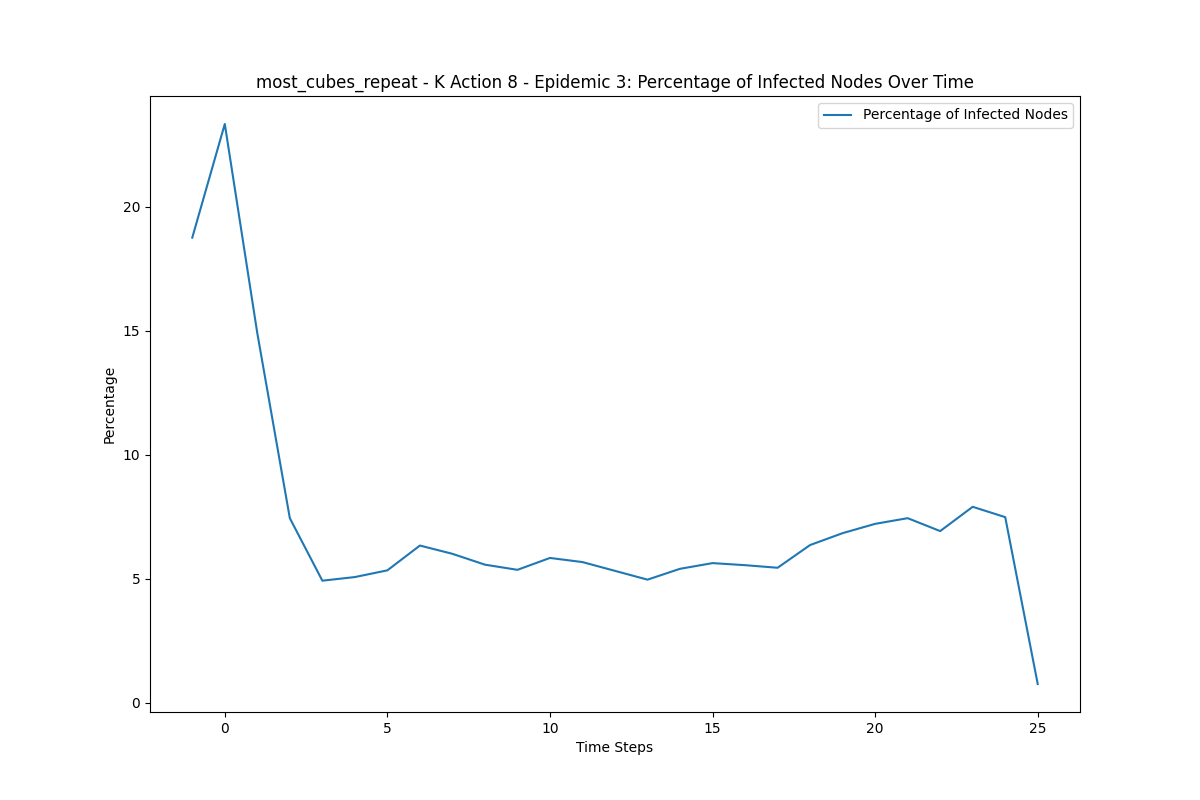 most_cubes_repeat - K Action 8 - Epidemic 3: Percentage of Infected Nodes Over Time
Percentage of Infected Nodes
20
15
10
5
0
Percentage
0 5 10 15 20 25
Time Steps